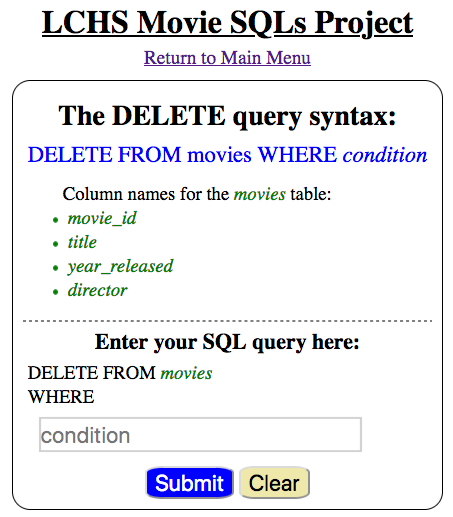 LCHS Movie SQLs Project
Return to Main Menu
The DELETE query syntax:
DELETE FROM movies WHERE condition
Column names for the movies table:
• movie_id
• title
• year_released
• director
Enter your SQL query here:
DELETE FROM movies
WHERE
condition
Submit Clear